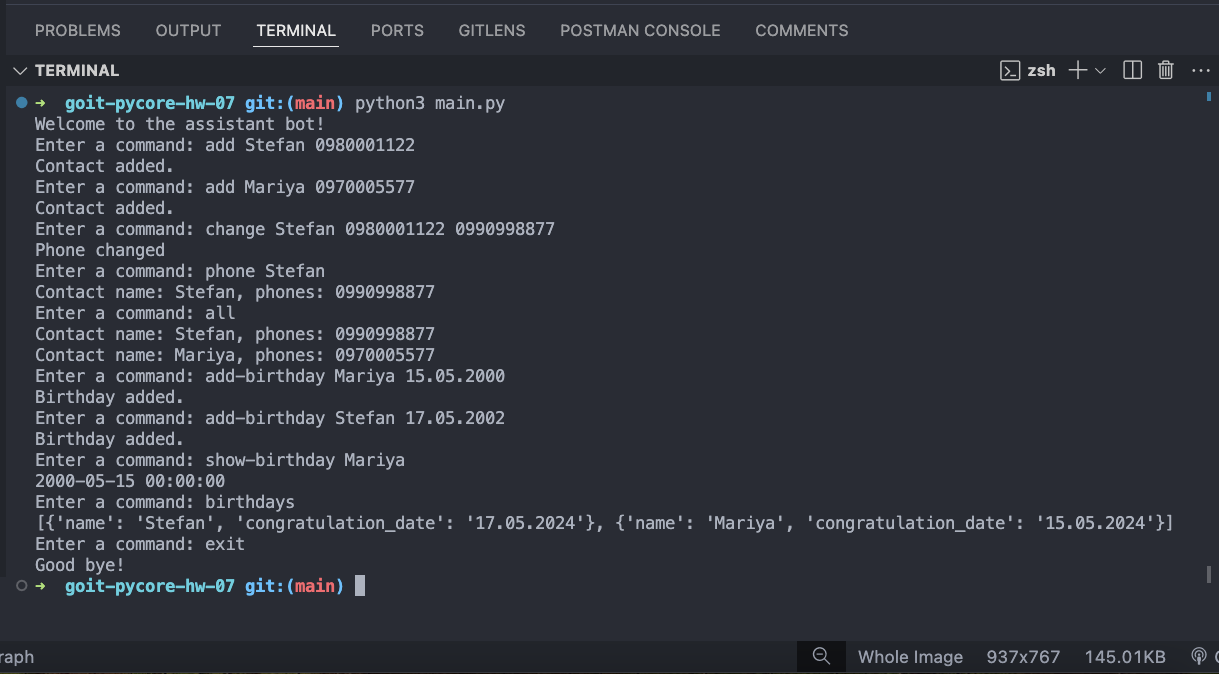 PROBLEMS OUTPUT TERMINAL PORTS GITLENS POSTMAN CONSOLE COMMENTS
TERMINAL zsh
➜ goit-pycore-hw-07 git:(main) python3 main.py
Welcome to the assistant bot!
Enter a command: add Stefan 0980001122
Contact added.
Enter a command: add Mariya 0970005577
Contact added.
Enter a command: change Stefan 0980001122 0990998877
Phone changed
Enter a command: phone Stefan
Contact name: Stefan, phones: 0990998877
Enter a command: all
Contact name: Stefan, phones: 0990998877
Contact name: Mariya, phones: 0970005577
Enter a command: add-birthday Mariya 15.05.2000
Birthday added.
Enter a command: add-birthday Stefan 17.05.2002
Birthday added.
Enter a command: show-birthday Mariya
2000-05-15 00:00:00
Enter a command: birthdays
[{'name': 'Stefan', 'congratulation_date': '17.05.2024'}, {'name': 'Mariya', 'congratulation_date': '15.05.2024'}]
Enter a command: exit
Good bye!
➜ goit-pycore-hw-07 git:(main)
raph Whole Image 937x767 145.01KB